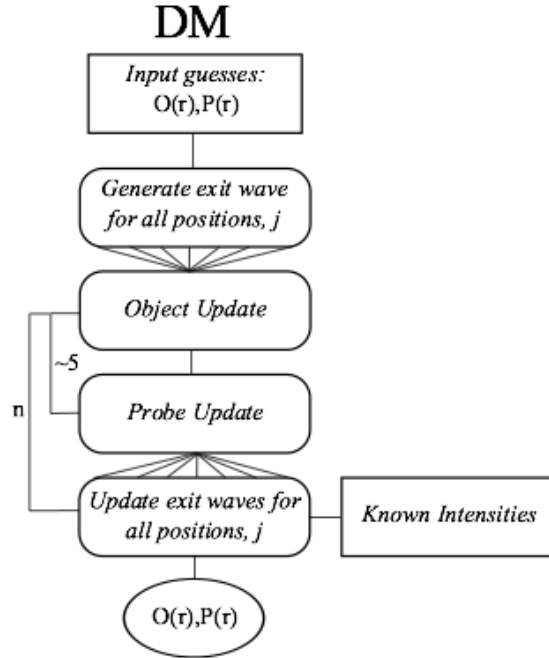 DM
Input guesses:
O(r),P(r)
Generate exit wave
for all positions, j
Object Update
~5
n
Probe Update
Update exit waves for
all positions, j
Known Intensities
O(r),P(r)